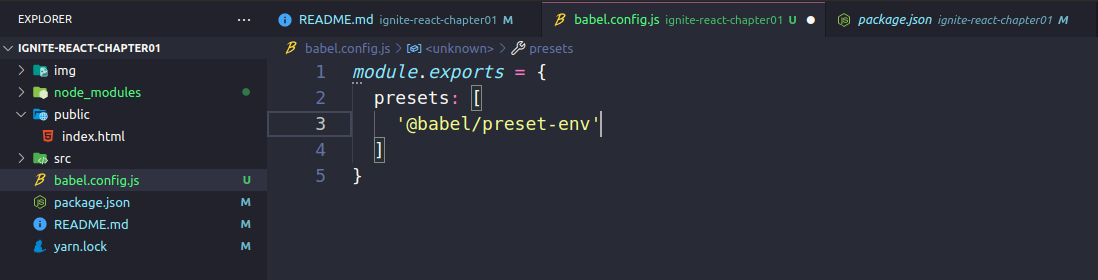 EXPLORER ...
README.md ignite-react-chapter01 M
babel.config.js ignite-react-chapter01 U
package.json ignite-react-chapter01 M
IGNITE-REACT-CHAPTER01
img
node_modules
public
index.html
src
babel.config.js U
package.json M
README.md M
yarn.lock M
babel.config.js > <unknown> > presets
1 module.exports = {
2 presets: [
3 '@babel/preset-env'
4 ]
5 }